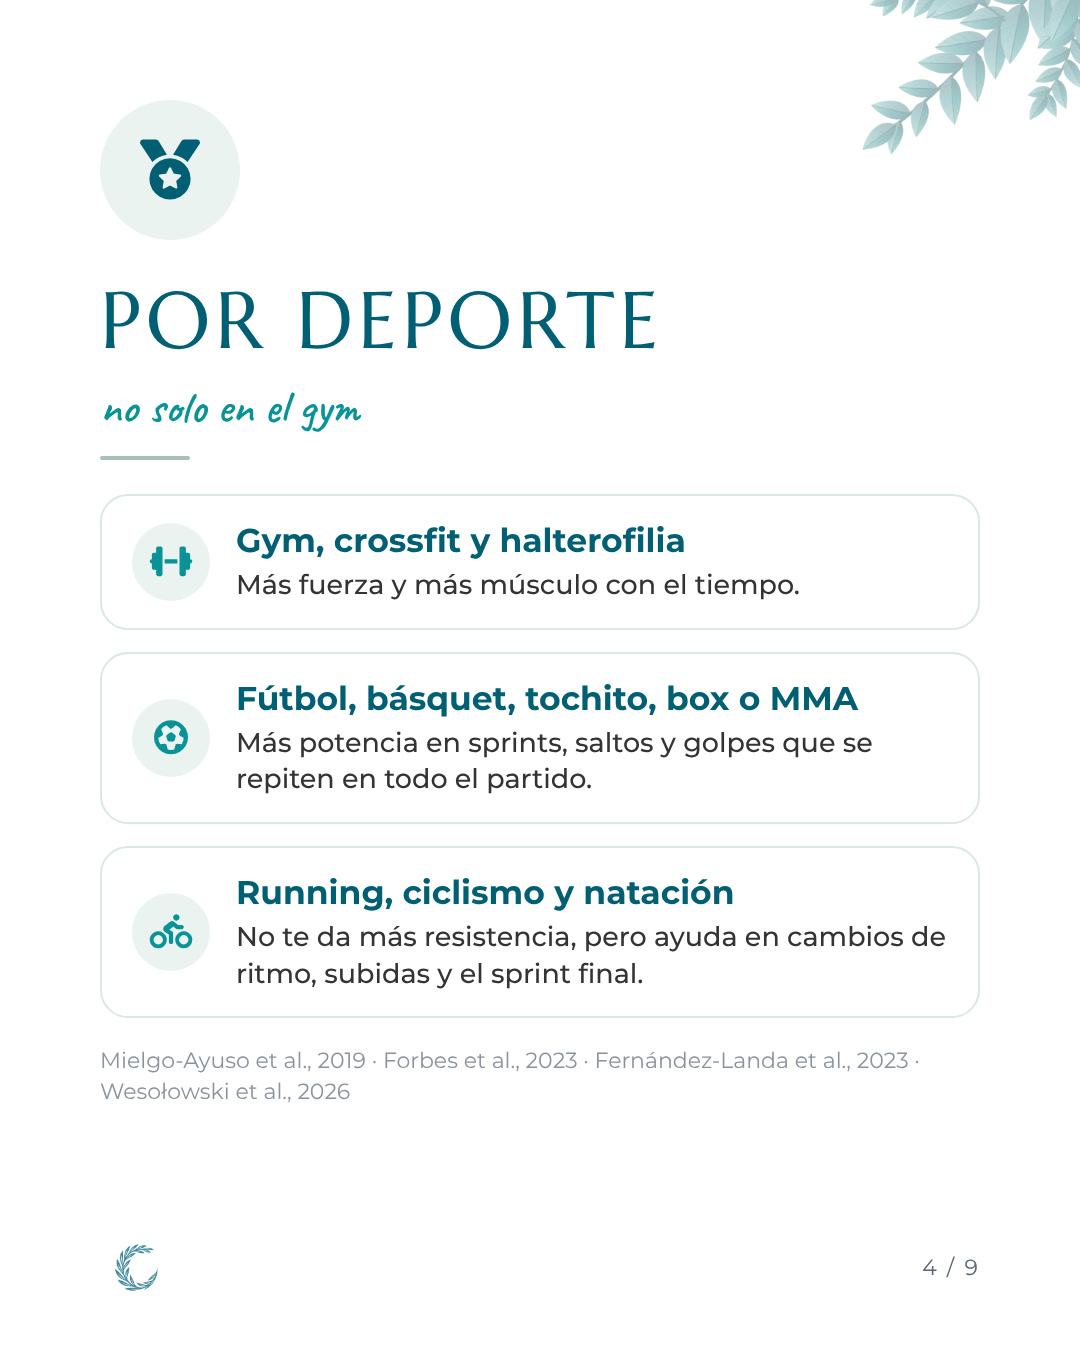 POR DEPORTE
no solo en el gym
Gym, crossfit y halterofilia
Más fuerza y más músculo con el tiempo.
Fútbol, básquet, tochito, box o MMA
Más potencia en sprints, saltos y golpes que se
repiten en todo el partido.
Running, ciclismo y natación
No te da más resistencia, pero ayuda en cambios de
ritmo, subidas y el sprint final.
Mielgo-Ayuso et al., 2019 · Forbes et al., 2023 · Fernández-Landa et al., 2023 ·
Wesołowski et al., 2026
4 / 9